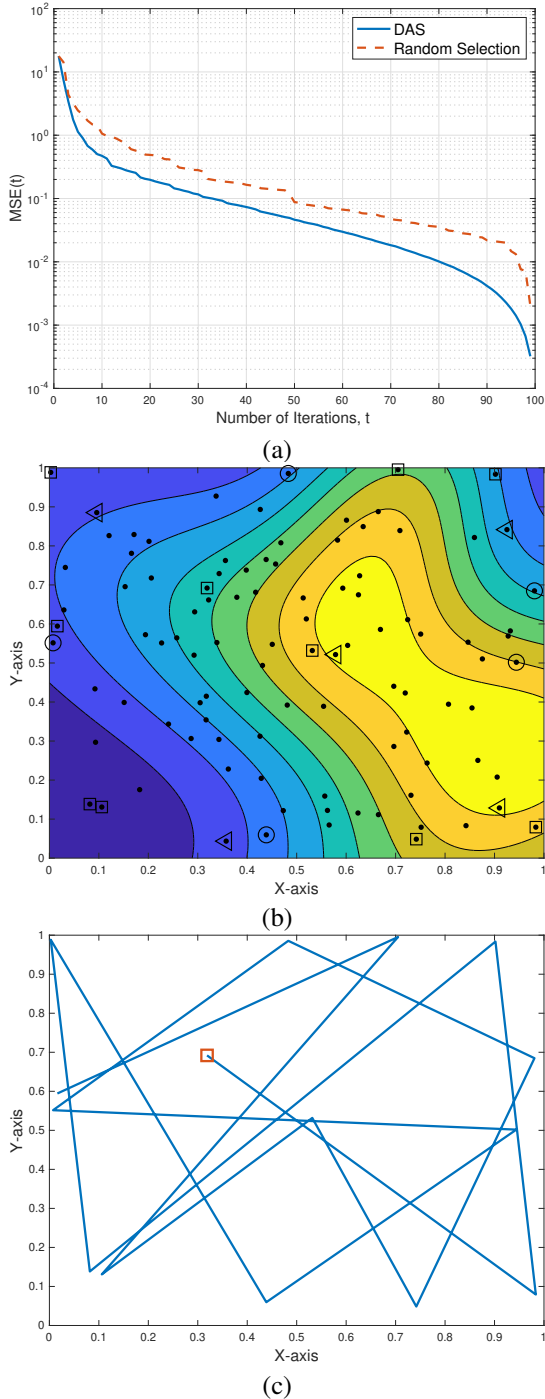 10^2
DAS
Random Selection
10^1
10^0
10^-1
10^-2
10^-3
10^-4
MSE(t)
0 10 20 30 40 50 60 70 80 90 100
Number of Iterations, t
(a)
1
0.9
0.8
0.7
0.6
0.5
0.4
0.3
0.2
0.1
0
Y-axis
0 0.1 0.2 0.3 0.4 0.5 0.6 0.7 0.8 0.9 1
X-axis
(b)
1
0.9
0.8
0.7
0.6
0.5
0.4
0.3
0.2
0.1
0
Y-axis
0 0.1 0.2 0.3 0.4 0.5 0.6 0.7 0.8 0.9 1
X-axis
(c)